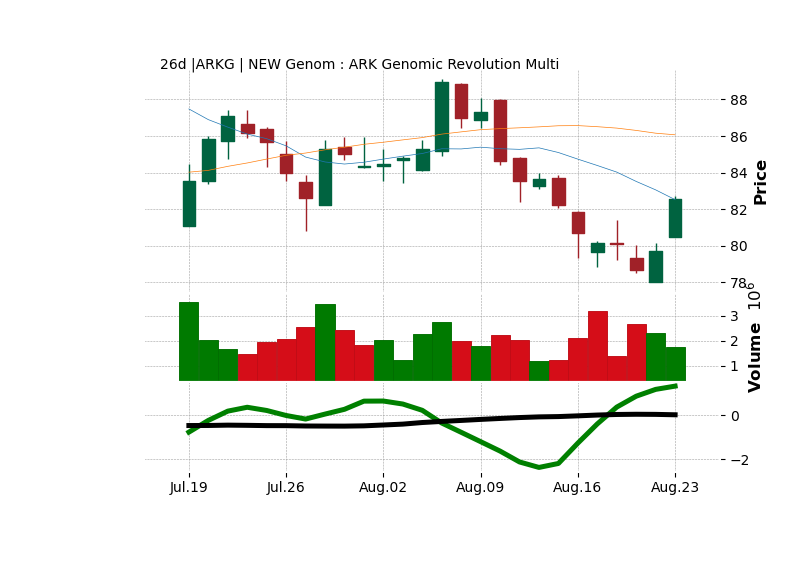 26d |ARKG | NEW Genom : ARK Genomic Revolution Multi
88
86
84
82
80
78
Price
3
2
1
Volume 10^6
0
−2
Jul.19 Jul.26 Aug.02 Aug.09 Aug.16 Aug.23